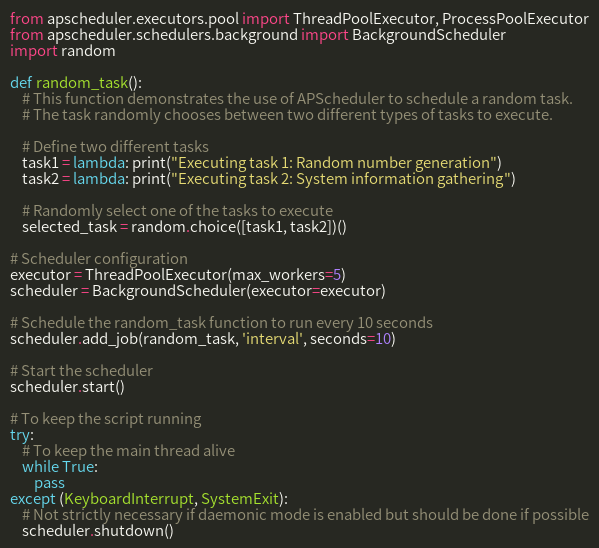 from apscheduler.executors.pool import ThreadPoolExecutor, ProcessPoolExecutor
from apscheduler.schedulers.background import BackgroundScheduler
import random

def random_task():
    # This function demonstrates the use of APScheduler to schedule a random task.
    # The task randomly chooses between two different types of tasks to execute.

    # Define two different tasks
    task1 = lambda: print("Executing task 1: Random number generation")
    task2 = lambda: print("Executing task 2: System information gathering")

    # Randomly select one of the tasks to execute
    selected_task = random.choice([task1, task2])()

# Scheduler configuration
executor = ThreadPoolExecutor(max_workers=5)
scheduler = BackgroundScheduler(executor=executor)

# Schedule the random_task function to run every 10 seconds
scheduler.add_job(random_task, 'interval', seconds=10)

# Start the scheduler
scheduler.start()

# To keep the script running
try:
    # To keep the main thread alive
    while True:
        pass
except (KeyboardInterrupt, SystemExit):
    # Not strictly necessary if daemonic mode is enabled but should be done if possible
    scheduler.shutdown()